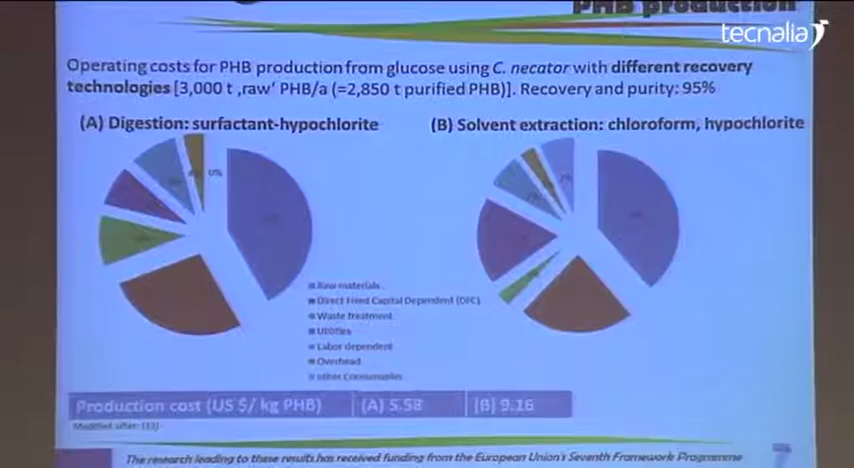 PHB production
tecnalia
Operating costs for PHB production from glucose using C. necator with different recovery
technologies [3,000 t ‚raw‘ PHB/a (=2,850 t purified PHB)]. Recovery and purity: 95%
(A) Digestion: surfactant-hypochlorite
(B) Solvent extraction: chloroform, hypochlorite
0%
7%
7%
Raw materials
Direct Fixed Capital Dependent (DFC)
Waste treatment
Utilities
Labor dependent
Overhead
other Consumables
Production cost (US $/ kg PHB) (A) 5.58 (B) 9.16
Modified after: [13]
The research leading to these results has received funding from the European Union's Seventh Framework Programme